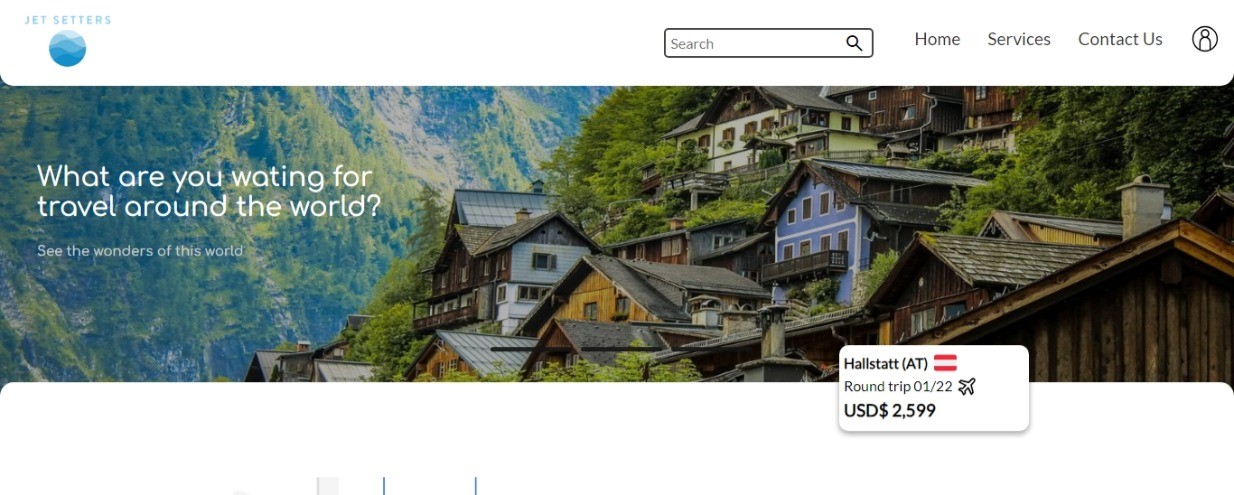 JET SETTERS
Search
Home
Services
Contact Us
What are you wating for
travel around the world?
See the wonders of this world
Hallstatt (AT)
Round trip 01/22
USD$ 2,599